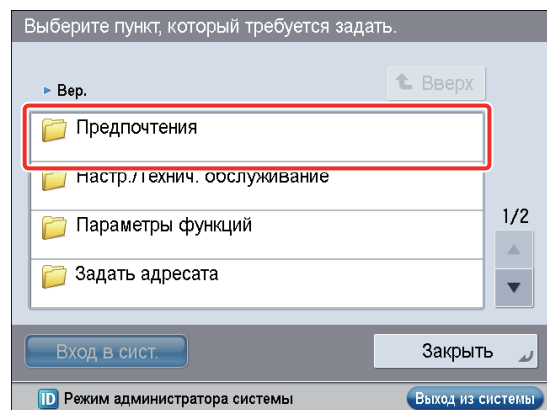 Выберите пункт, который требуется задать.
Вер.
Вверх
Предпочтения
Настр./Технич. обслуживание
Параметры функций
1/2
Задать адресата
Вход в сист.
Закрыть
ID Режим администратора системы
Выход из системы